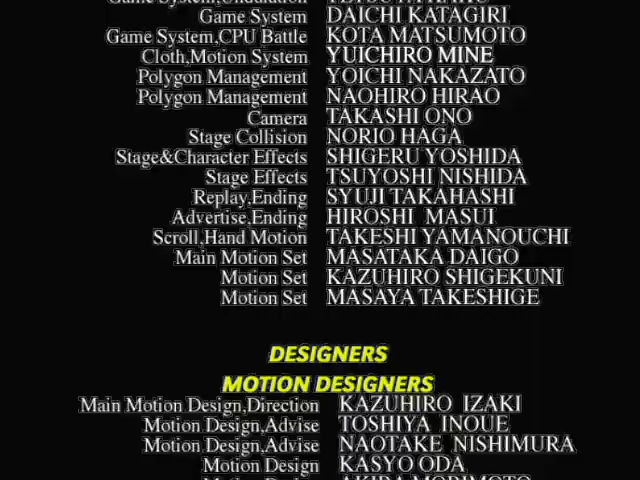 Game System DAICHI KATAGIRI
Game System,CPU Battle KOTA MATSUMOTO
Cloth,Motion System YUICHIRO MINE
Polygon Management YOICHI NAKAZATO
Polygon Management NAOHIRO HIRAO
Camera TAKASHI ONO
Stage Collision NORIO HAGA
Stage&Character Effects SHIGERU YOSHIDA
Stage Effects TSUYOSHI NISHIDA
Replay,Ending SYUJI TAKAHASHI
Advertise,Ending HIROSHI MASUI
Scroll,Hand Motion TAKESHI YAMANOUCHI
Main Motion Set MASATAKA DAIGO
Motion Set KAZUHIRO SHIGEKUNI
Motion Set MASAYA TAKESHIGE
DESIGNERS
MOTION DESIGNERS
Main Motion Design,Direction KAZUHIRO IZAKI
Motion Design,Advise TOSHIYA INOUE
Motion Design,Advise NAOTAKE NISHIMURA
Motion Design KASYO ODA